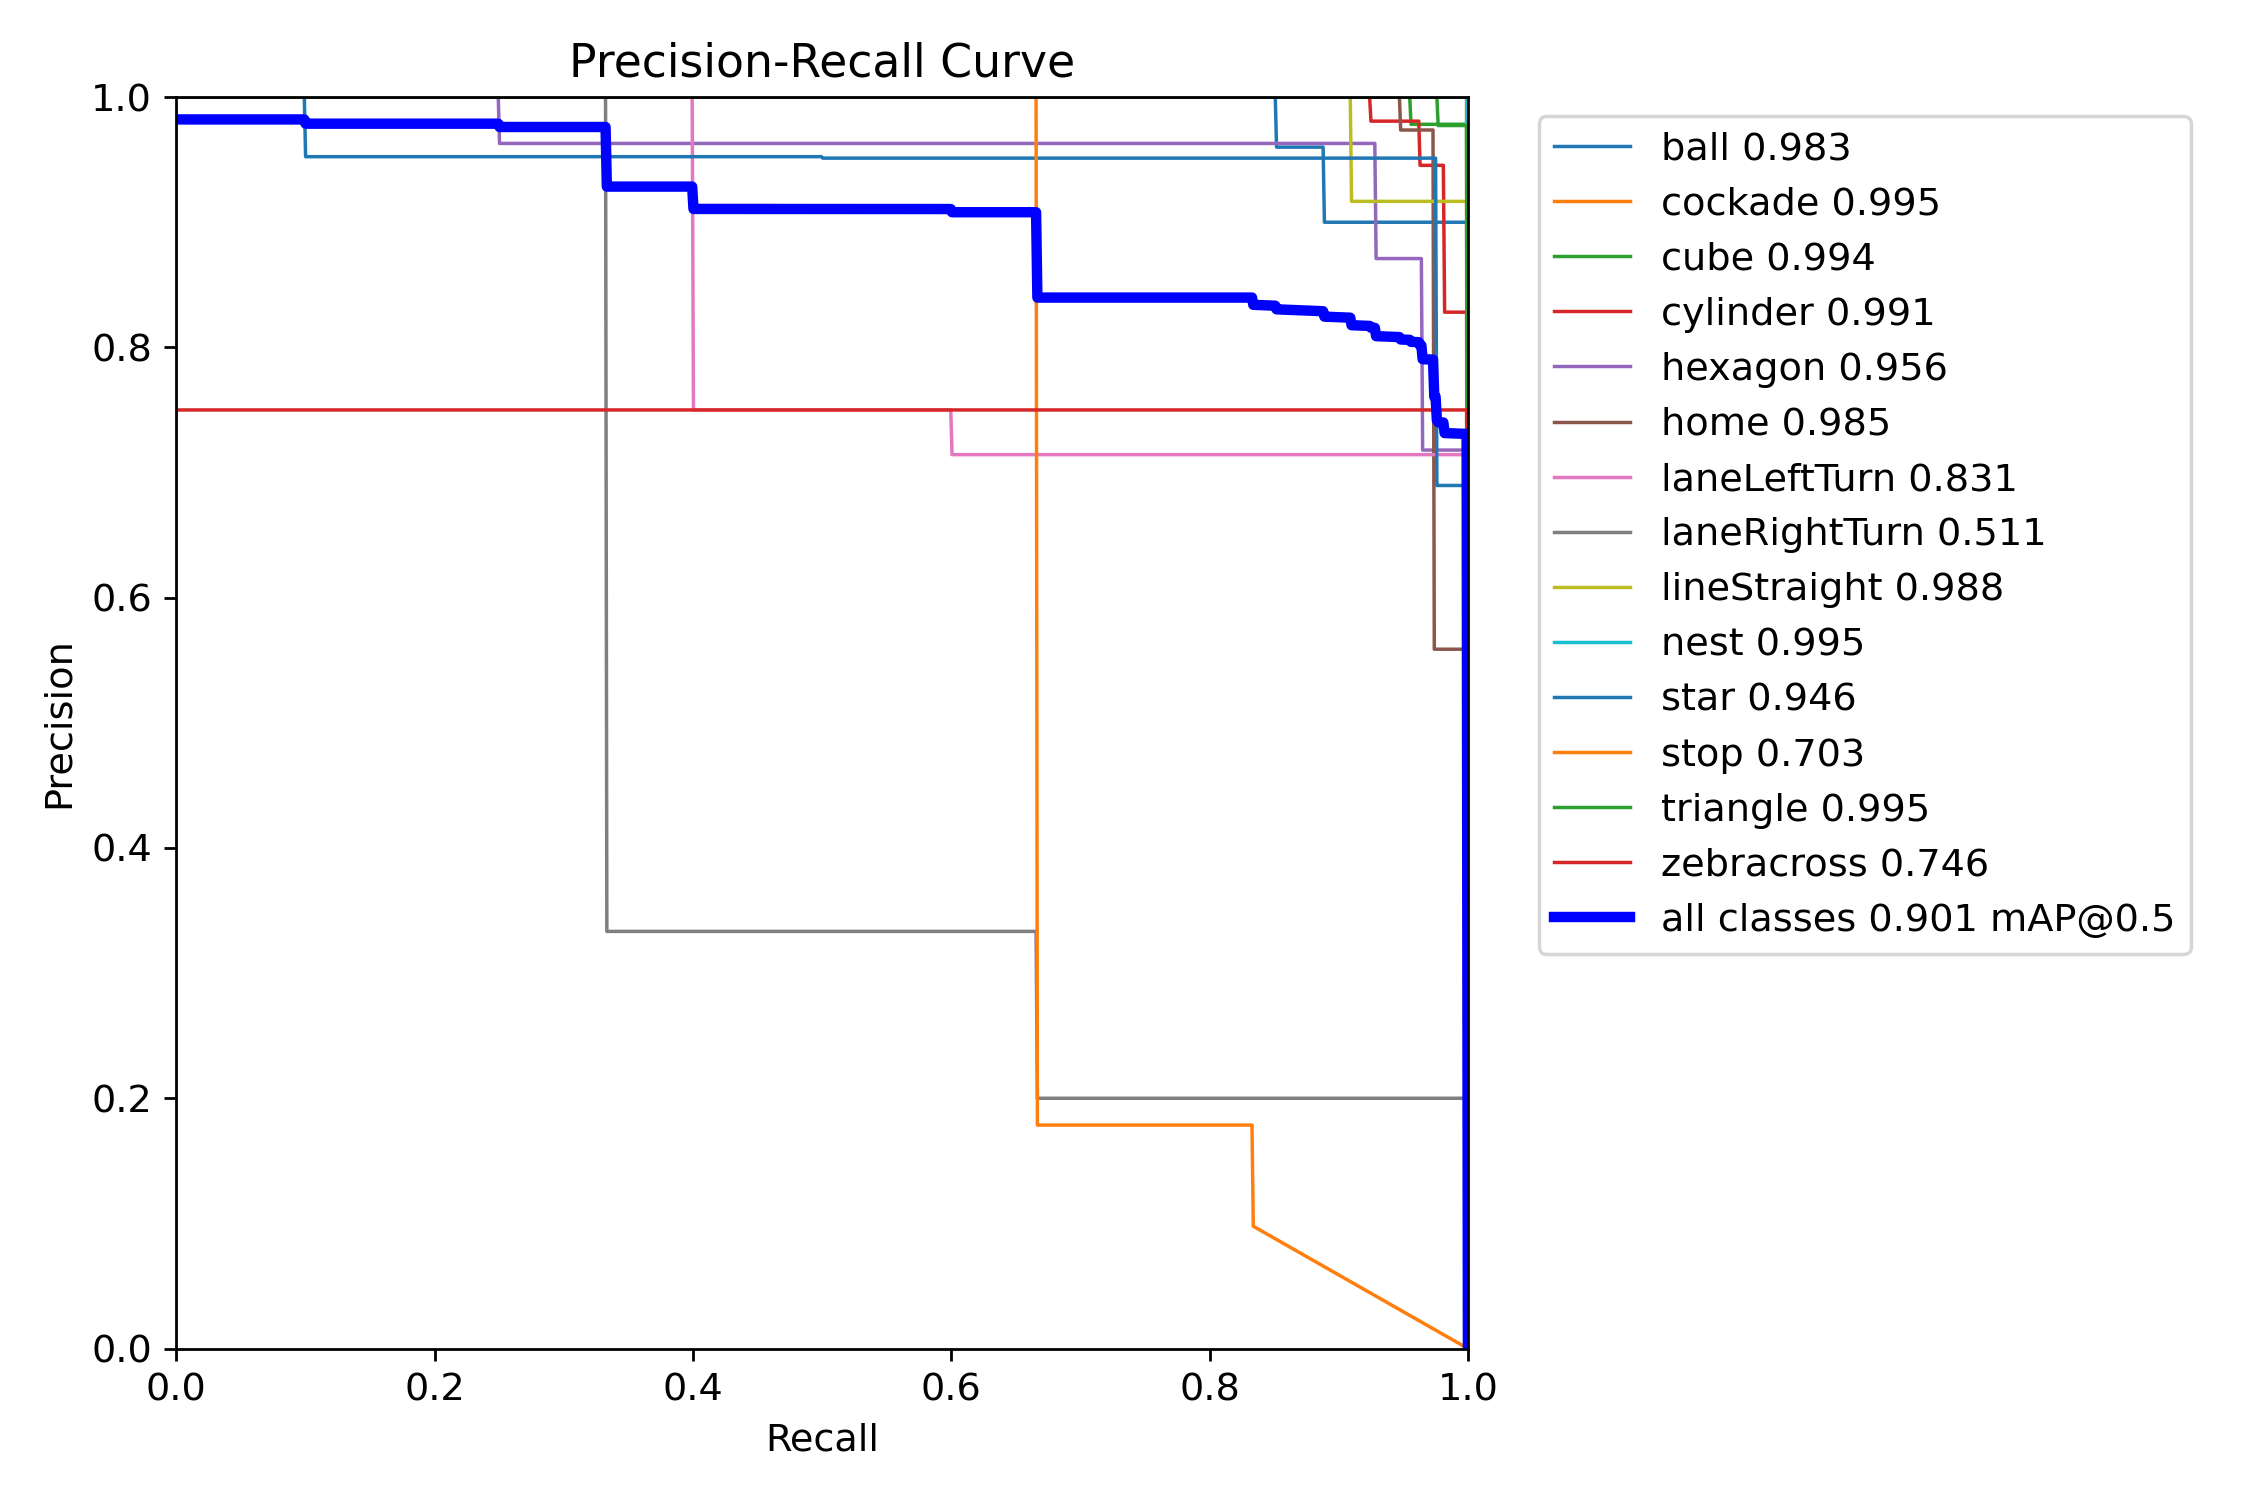 Precision-Recall Curve
1.0
0.8
0.6
0.4
0.2
0.0
0.0 0.2 0.4 0.6 0.8 1.0
Precision
Recall
ball 0.983
cockade 0.995
cube 0.994
cylinder 0.991
hexagon 0.956
home 0.985
laneLeftTurn 0.831
laneRightTurn 0.511
lineStraight 0.988
nest 0.995
star 0.946
stop 0.703
triangle 0.995
zebracross 0.746
all classes 0.901 mAP@0.5